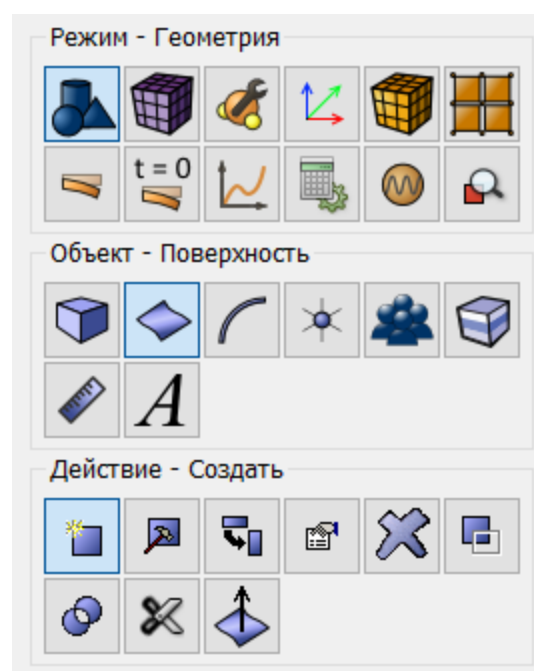 Режим - Геометрия
t = 0
Объект - Поверхность
A
Действие - Создать